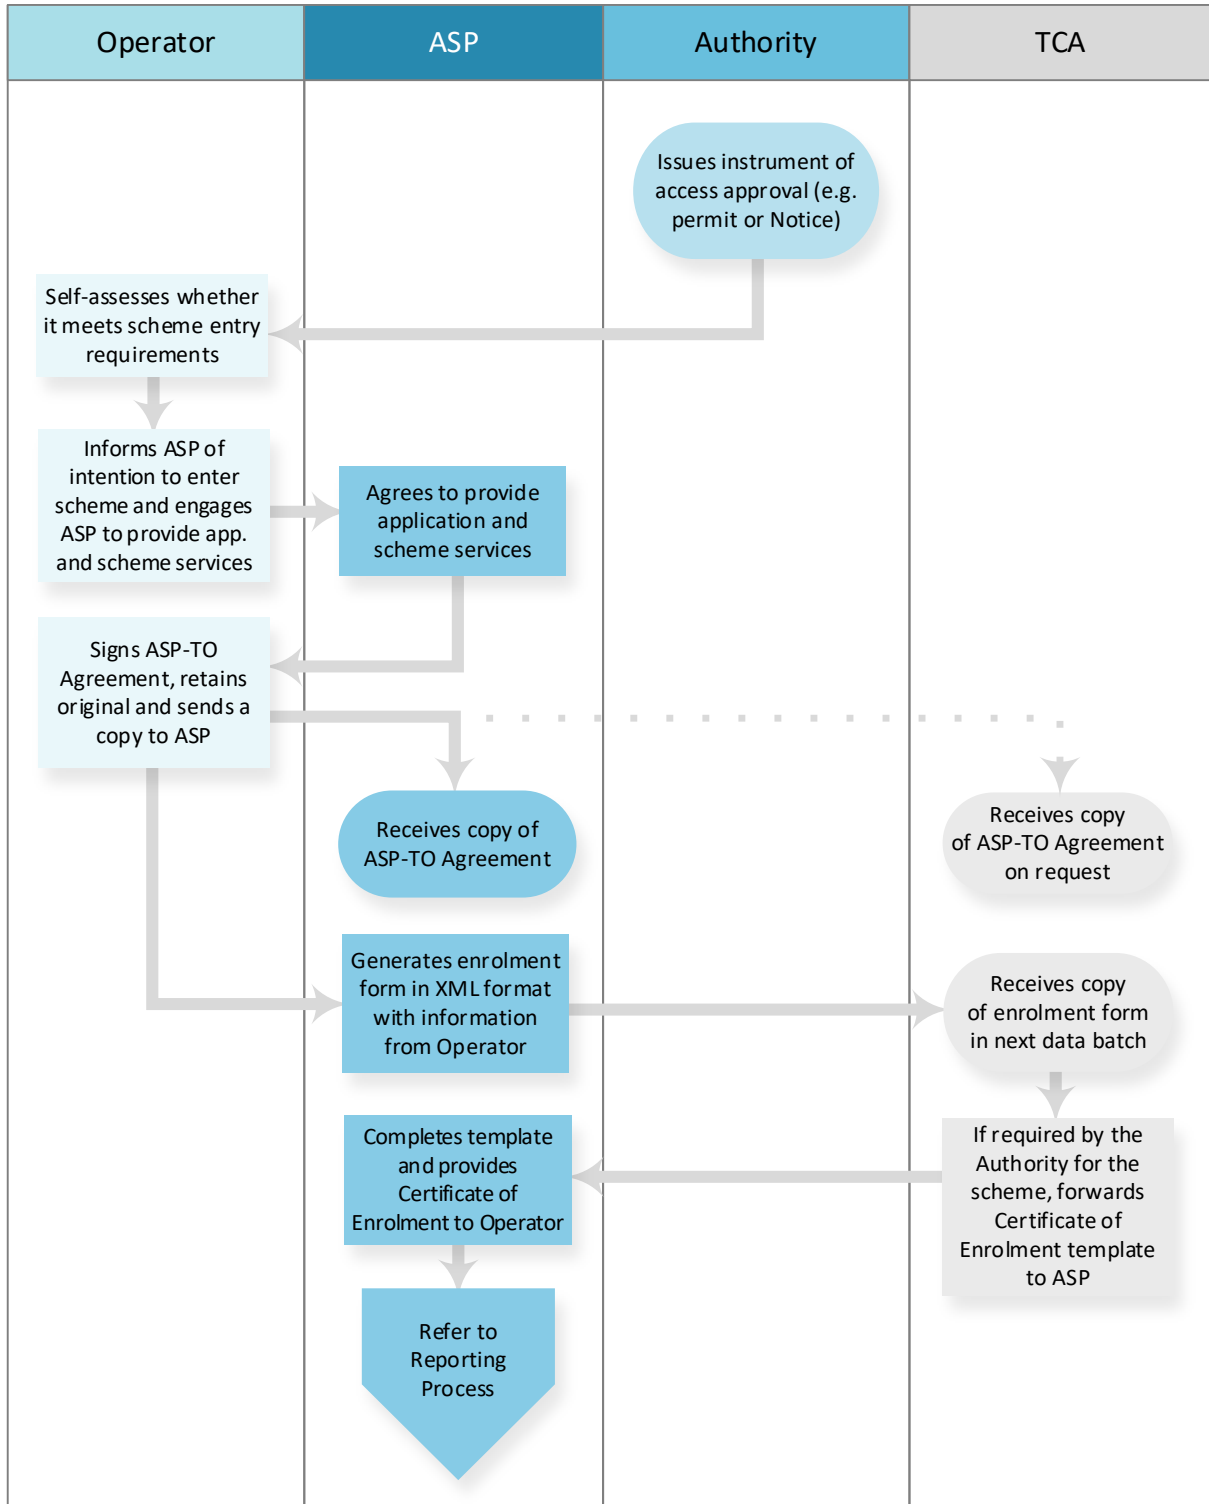 Operator
ASP
Authority
TCA
Issues instrument of
access approval (e.g.
permit or Notice)
Self-assesses whether
it meets scheme entry
requirements
Informs ASP of
intention to enter
scheme and engages
ASP to provide app.
and scheme services
Agrees to provide
application and
scheme services
Signs ASP-TO
Agreement, retains
original and sends a
copy to ASP
Receives copy of
ASP-TO Agreement
Receives copy
of ASP-TO Agreement
on request
Generates enrolment
form in XML format
with information
from Operator
Receives copy
of enrolment form
in next data batch
If required by the
Authority for the
scheme, forwards
Certificate of
Enrolment template
to ASP
Completes template
and provides
Certificate of
Enrolment to Operator
Refer to
Reporting
Process